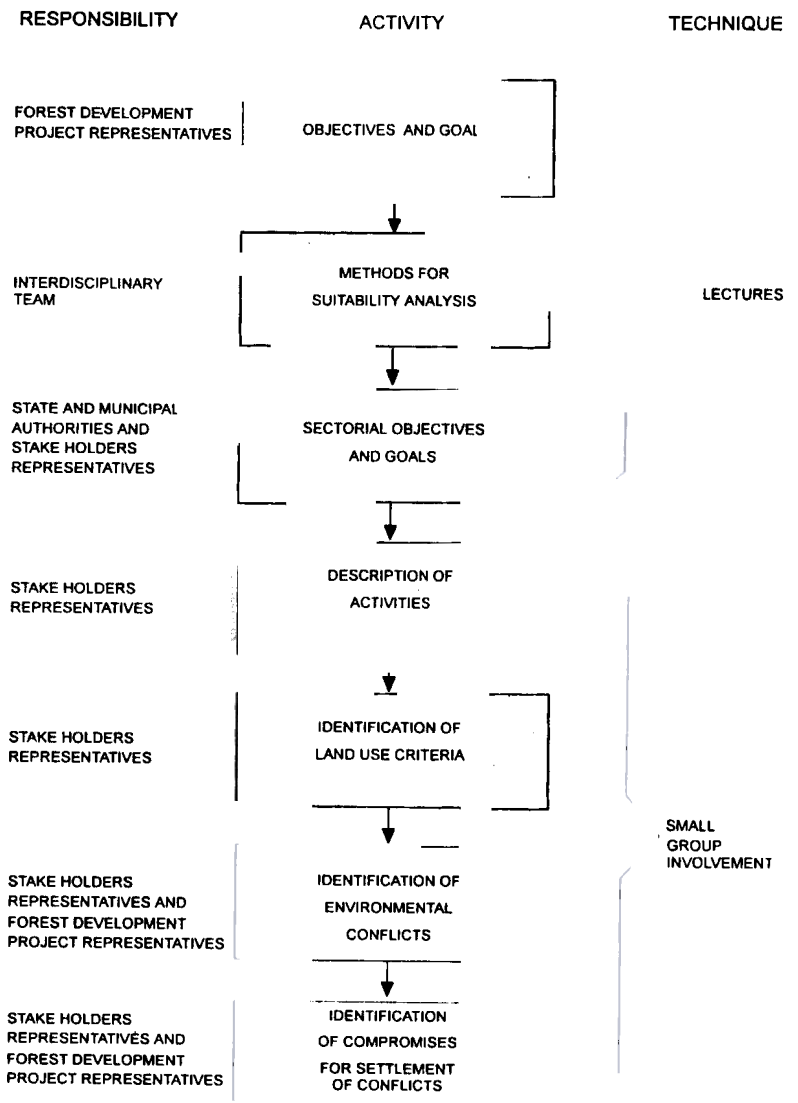 RESPONSIBILITY ACTIVITY TECHNIQUE
FOREST DEVELOPMENT
PROJECT REPRESENTATIVES
OBJECTIVES AND GOAL
INTERDISCIPLINARY
TEAM
METHODS FOR
SUITABILITY ANALYSIS
LECTURES
STATE AND MUNICIPAL
AUTHORITIES AND
STAKE HOLDERS
REPRESENTATIVES
SECTORIAL OBJECTIVES
AND GOALS
STAKE HOLDERS
REPRESENTATIVES
DESCRIPTION OF
ACTIVITIES
STAKE HOLDERS
REPRESENTATIVES
IDENTIFICATION OF
LAND USE CRITERIA
SMALL
GROUP
INVOLVEMENT
STAKE HOLDERS
REPRESENTATIVES AND
FOREST DEVELOPMENT
PROJECT REPRESENTATIVES
IDENTIFICATION OF
ENVIRONMENTAL
CONFLICTS
STAKE HOLDERS
REPRESENTATIVES AND
FOREST DEVELOPMENT
PROJECT REPRESENTATIVES
IDENTIFICATION
OF COMPROMISES
FOR SETTLEMENT
OF CONFLICTS